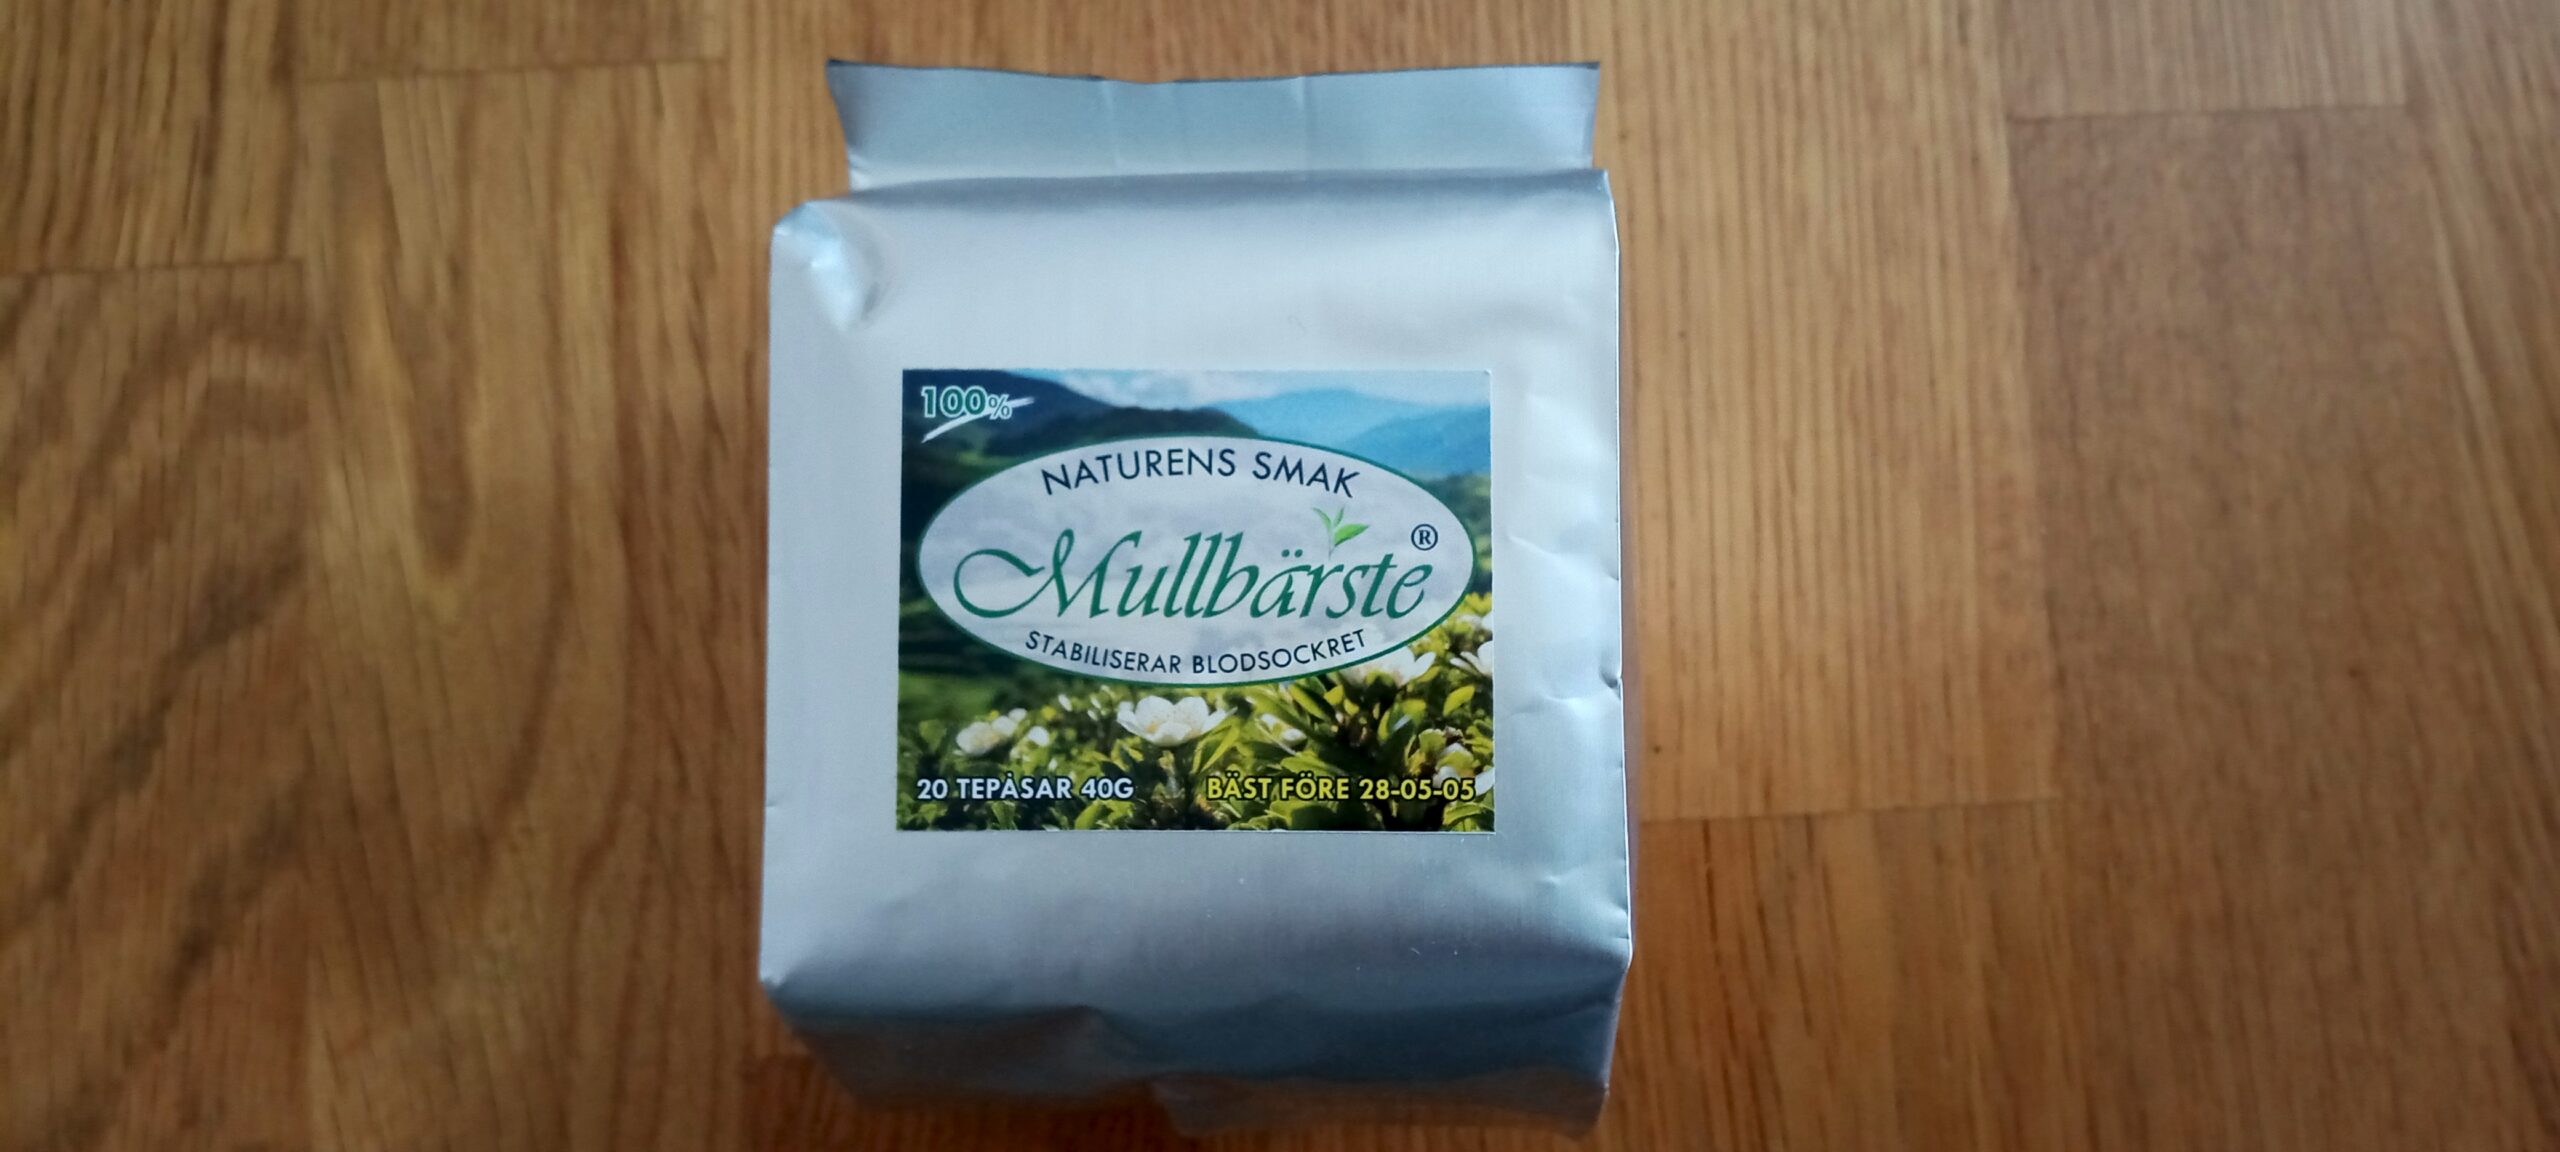 100%
NATURENS SMAK
Mullbärste®
STABILISERAR BLODSOCKRET
20 TEPÅSAR 40G
BÄST FÖRE 28-05-05